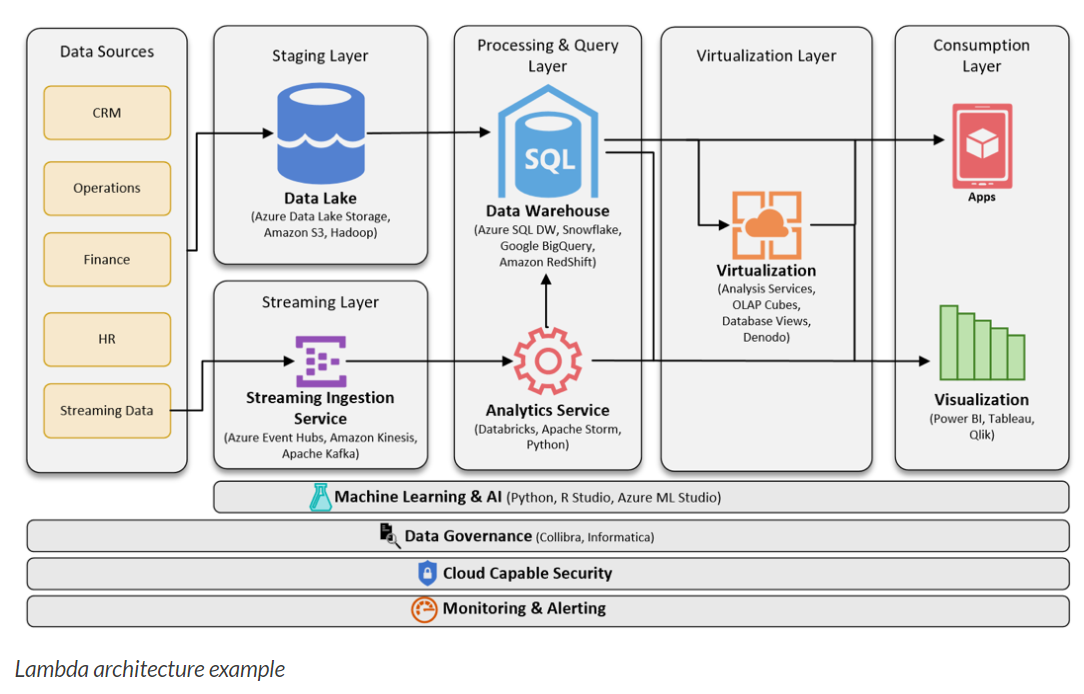 Data Sources
CRM
Operations
Finance
HR
Streaming Data
Staging Layer
Data Lake
(Azure Data Lake Storage,
Amazon S3, Hadoop)
Streaming Layer
Streaming Ingestion
Service
(Azure Event Hubs, Amazon Kinesis,
Apache Kafka)
Processing & Query
Layer
SQL
Data Warehouse
(Azure SQL DW, Snowflake,
Google BigQuery,
Amazon RedShift)
Analytics Service
(Databricks, Apache Storm,
Python)
Virtualization Layer
Virtualization
(Analysis Services,
OLAP Cubes,
Database Views,
Denodo)
Consumption
Layer
Apps
Visualization
(Power BI, Tableau,
Qlik)
Machine Learning & AI (Python, R Studio, Azure ML Studio)
Data Governance (Collibra, Informatica)
Cloud Capable Security
Monitoring & Alerting
Lambda architecture example